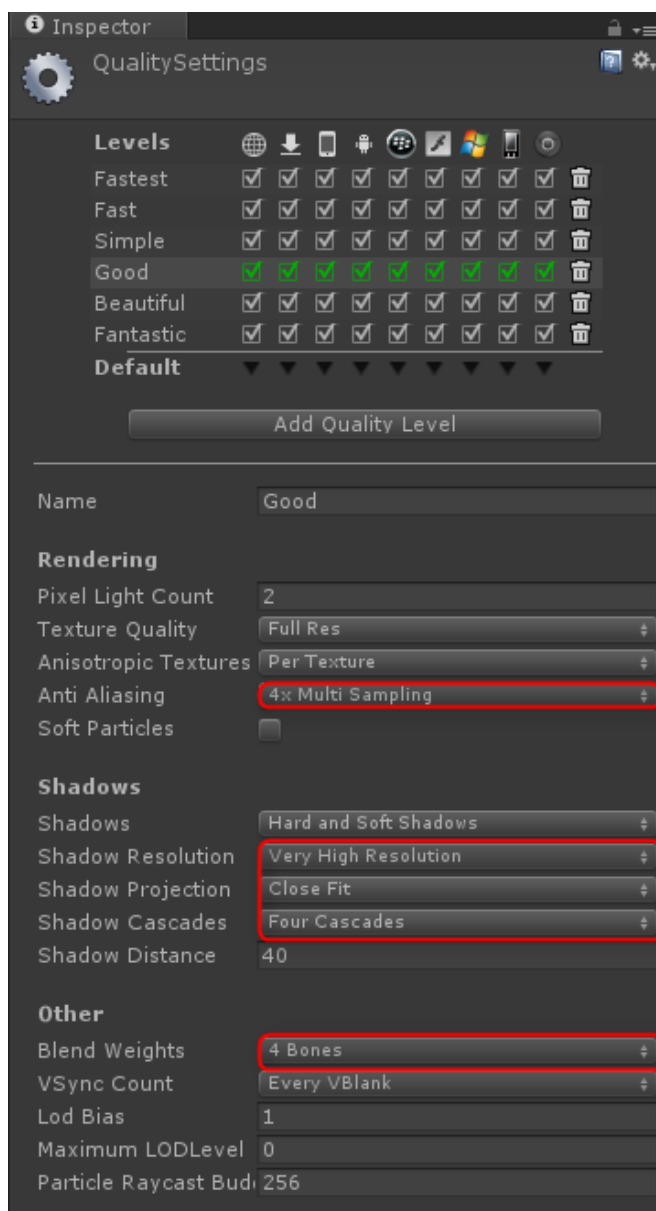 Inspector
QualitySettings
Levels
Fastest
Fast
Simple
Good
Beautiful
Fantastic
Default
Add Quality Level
Name Good
Rendering
Pixel Light Count 2
Texture Quality Full Res
Anisotropic Textures Per Texture
Anti Aliasing 4x Multi Sampling
Soft Particles
Shadows
Shadows Hard and Soft Shadows
Shadow Resolution Very High Resolution
Shadow Projection Close Fit
Shadow Cascades Four Cascades
Shadow Distance 40
Other
Blend Weights 4 Bones
VSync Count Every VBlank
Lod Bias 1
Maximum LODLevel 0
Particle Raycast Bud 256